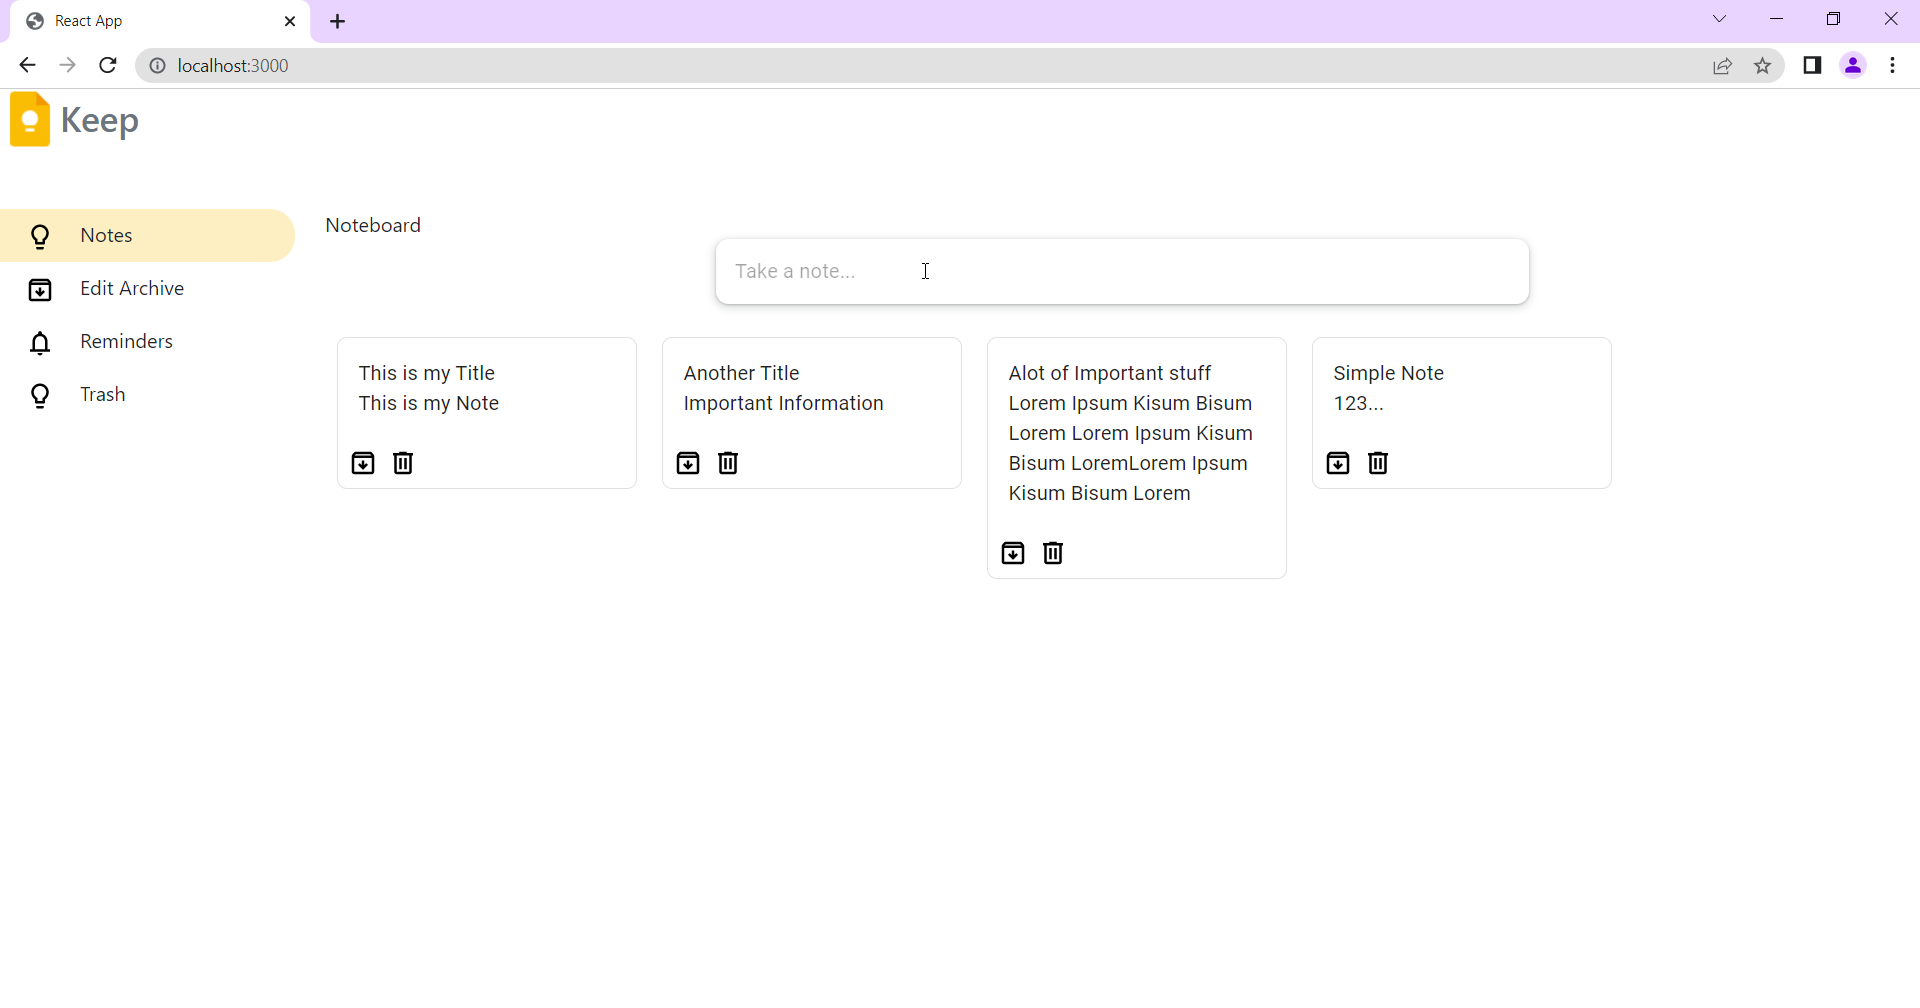 React App
localhost:3000
Keep
Notes
Edit Archive
Reminders
Trash
Noteboard
Take a note...
This is my Title
This is my Note
Another Title
Important Information
Alot of Important stuff
Lorem Ipsum Kisum Bisum
Lorem Lorem Ipsum Kisum
Bisum LoremLorem Ipsum
Kisum Bisum Lorem
Simple Note
123...